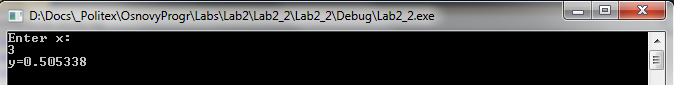 D:\Docs\_Politex\OsnovyProgr\Labs\Lab2\Lab2_2\Lab2_2\Debug\Lab2_2.exe
Enter x:
3
y=0.505338